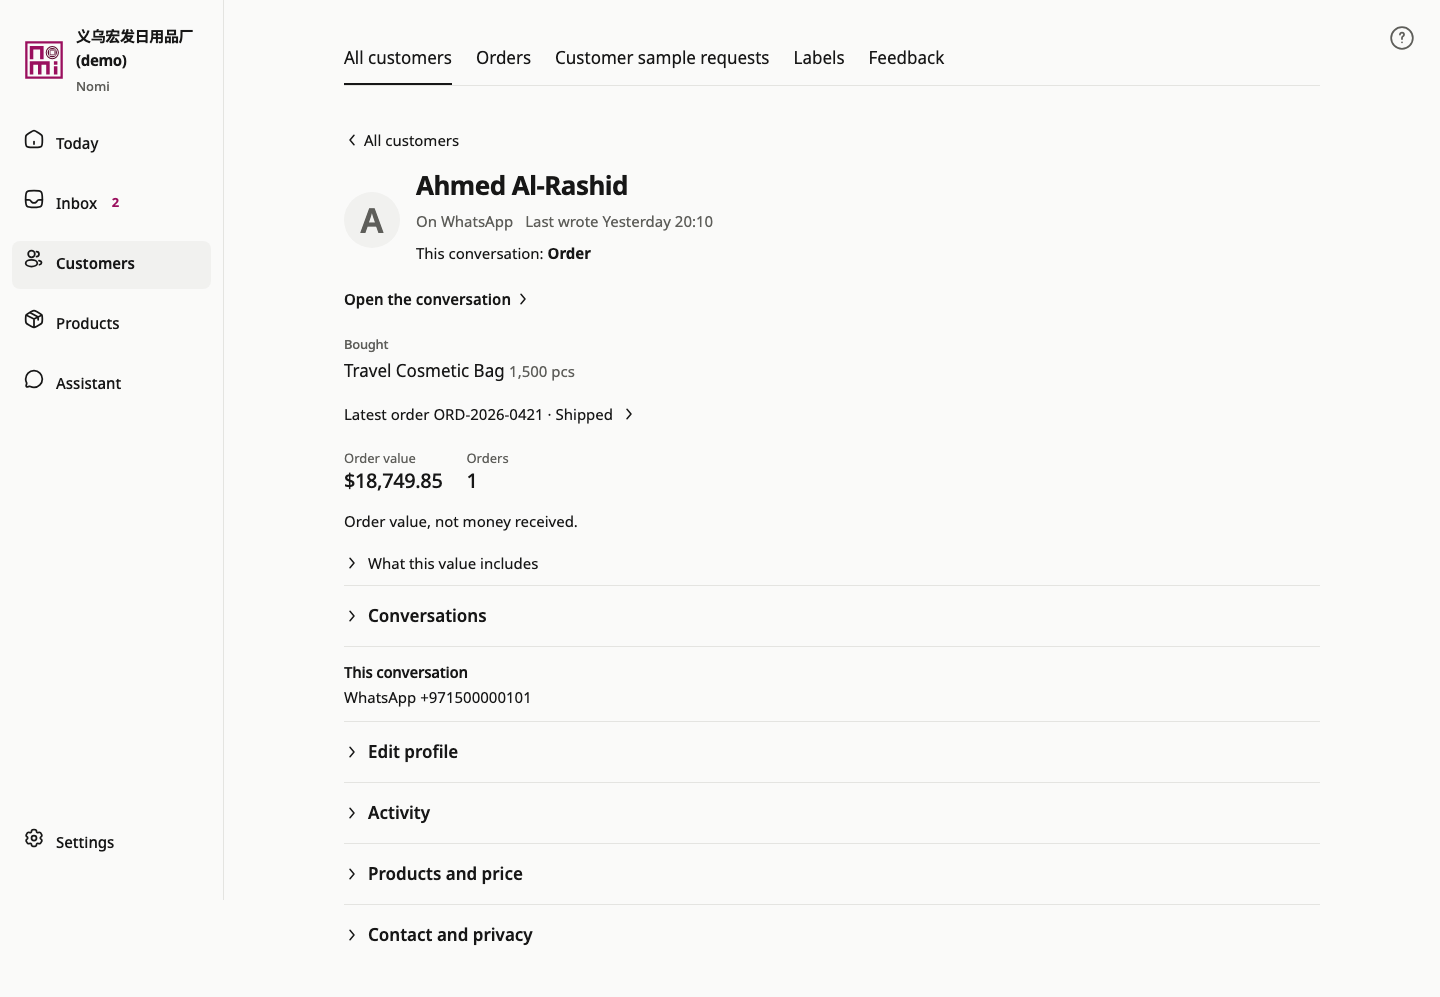 义乌宏发日用品厂
(demo)
Nomi
Today
Inbox 2
Customers
Products
Assistant
Settings
All customers Orders Customer sample requests Labels Feedback
All customers
A
Ahmed Al-Rashid
On WhatsApp Last wrote Yesterday 20:10
This conversation: Order
Open the conversation
Bought
Travel Cosmetic Bag 1,500 pcs
Latest order ORD-2026-0421 · Shipped
Order value Orders
$18,749.85 1
Order value, not money received.
What this value includes
Conversations
This conversation
WhatsApp +971500000101
Edit profile
Activity
Products and price
Contact and privacy